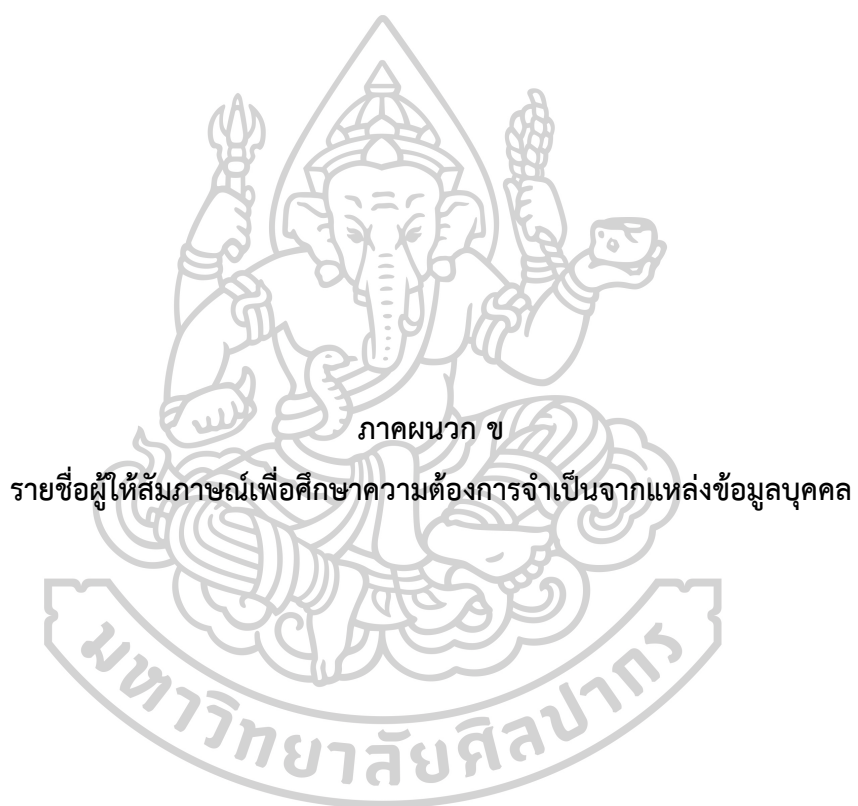 ภาคผนวก ข
รายชื่อผู้ให้สัมภาษณ์เพื่อศึกษาความต้องการจำเป็นจากแหล่งข้อมูลบุคคล
มหาวิทยาลัยศิลปากร